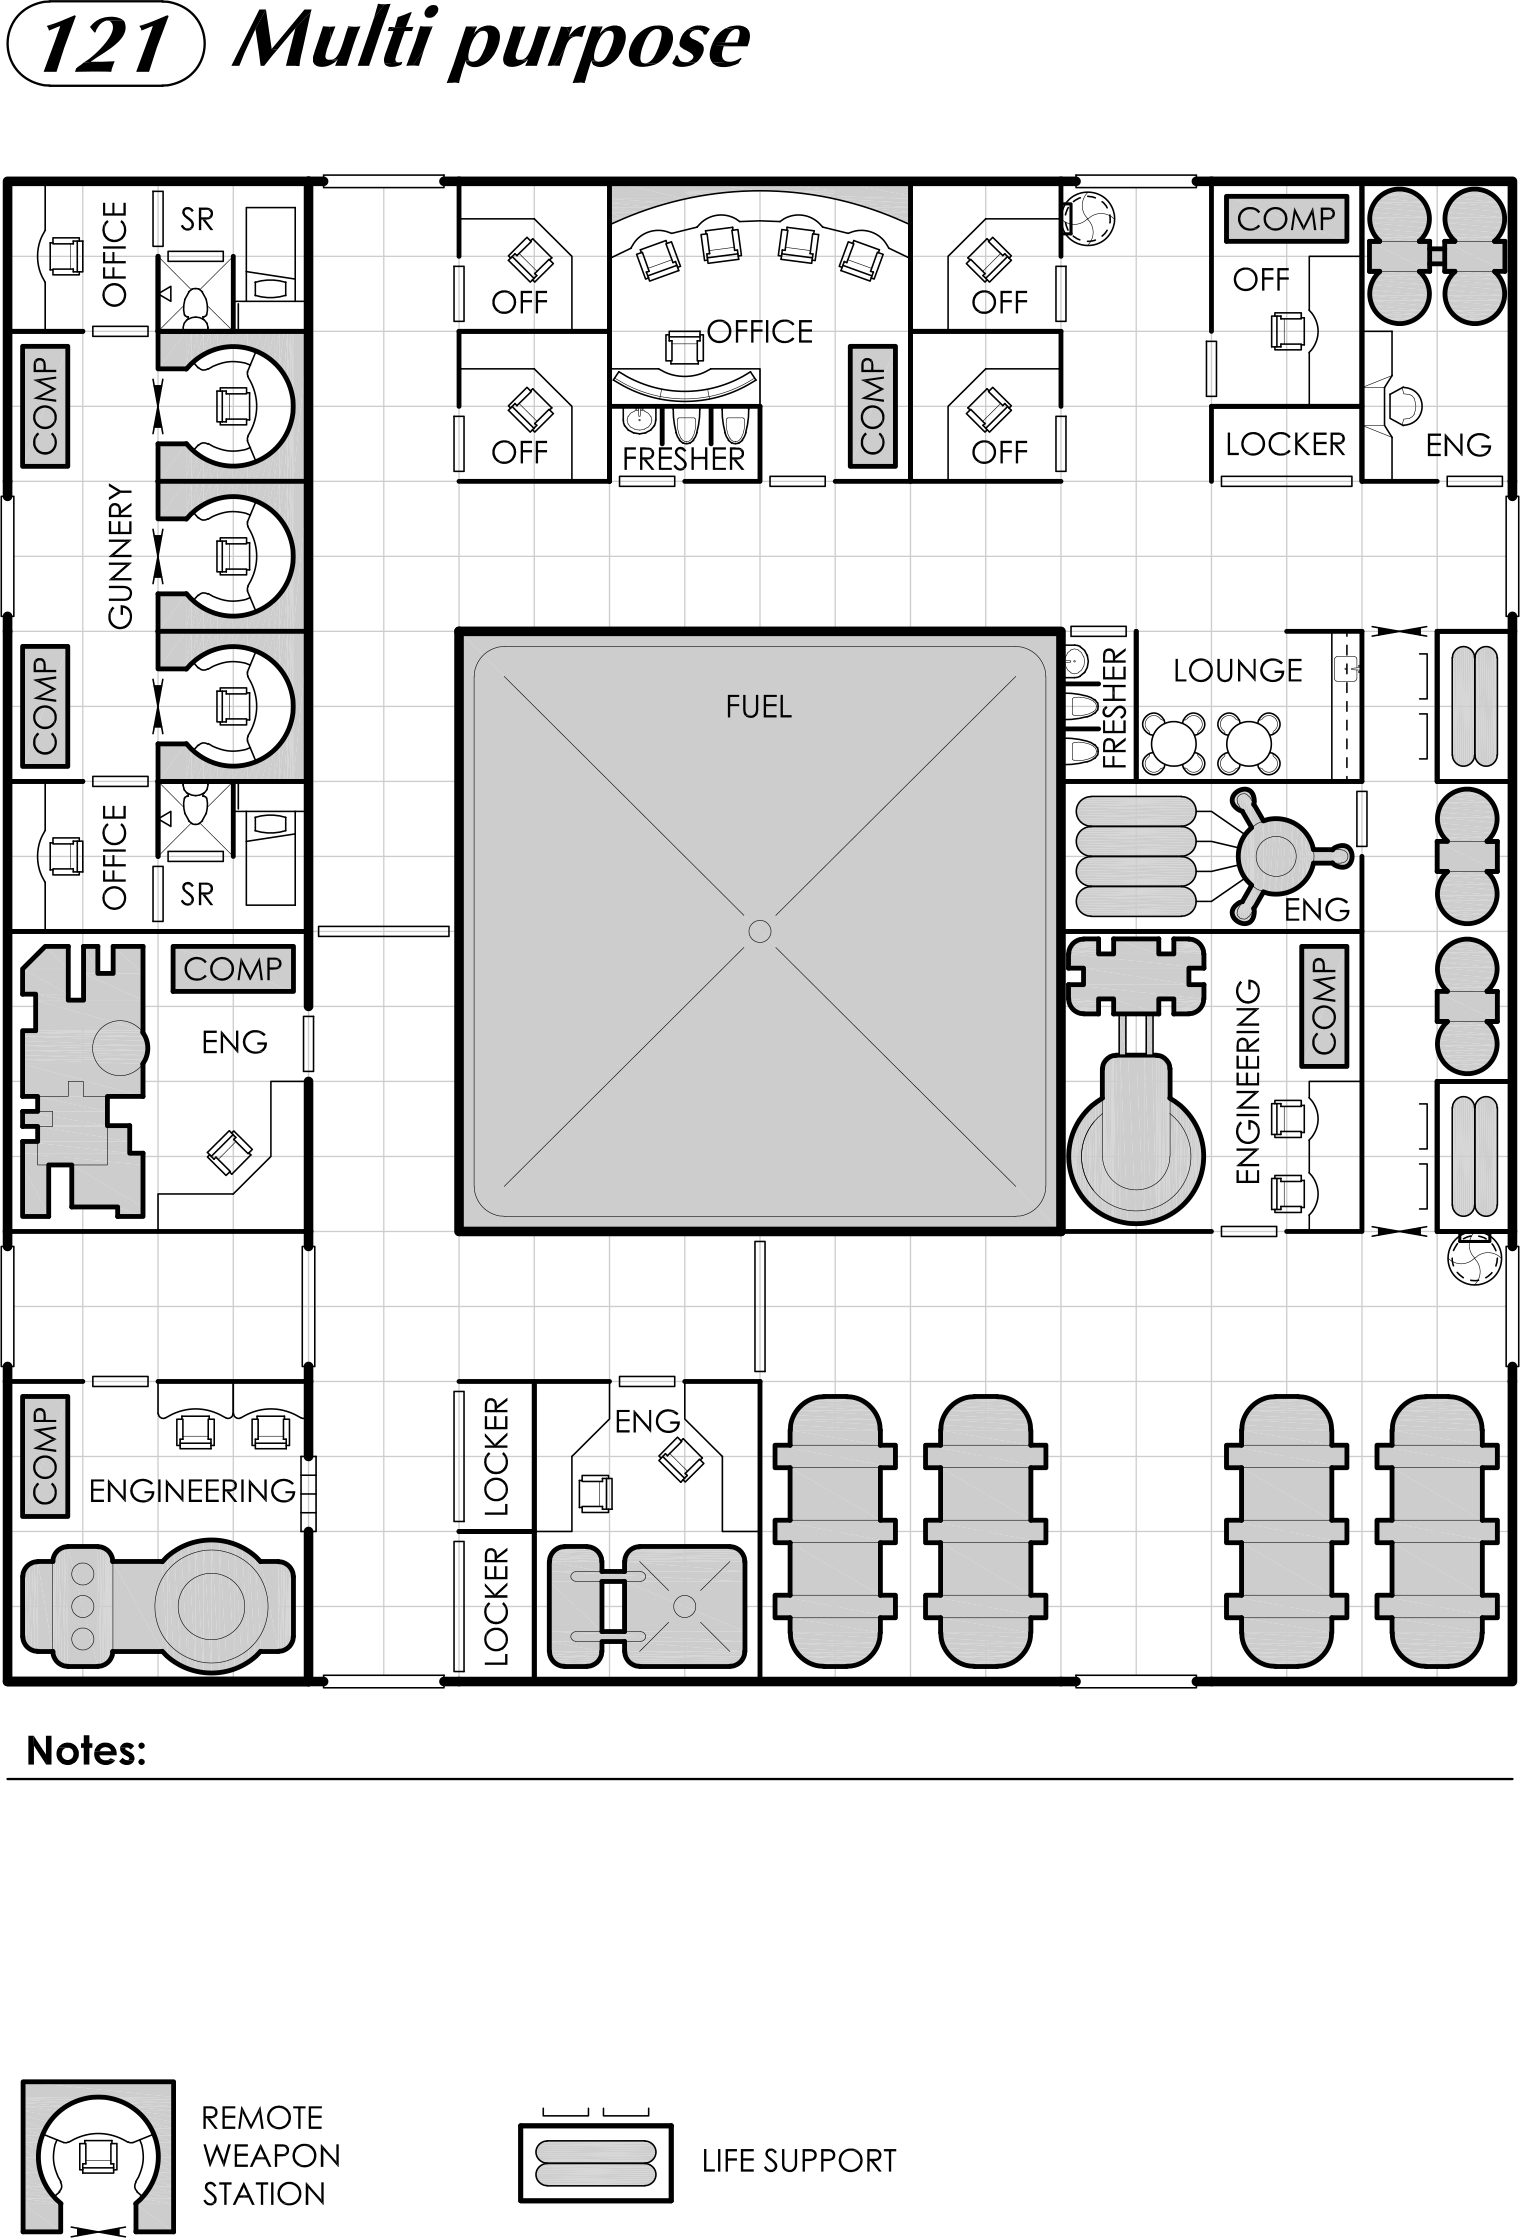 121 Multi purpose
OFFICE
SR
COMP
OFF
OFFICE
OFF
OFF
COMP
OFF
COMP
OFF
FRESHER
COMP
OFF
LOCKER
ENG
GUNNERY
COMP
FUEL
FRESHER
LOUNGE
OFFICE
SR
ENG
COMP
ENG
ENGINEERING
COMP
COMP
ENGINEERING
LOCKER
ENG
LOCKER
Notes:
REMOTE
WEAPON
STATION
LIFE SUPPORT